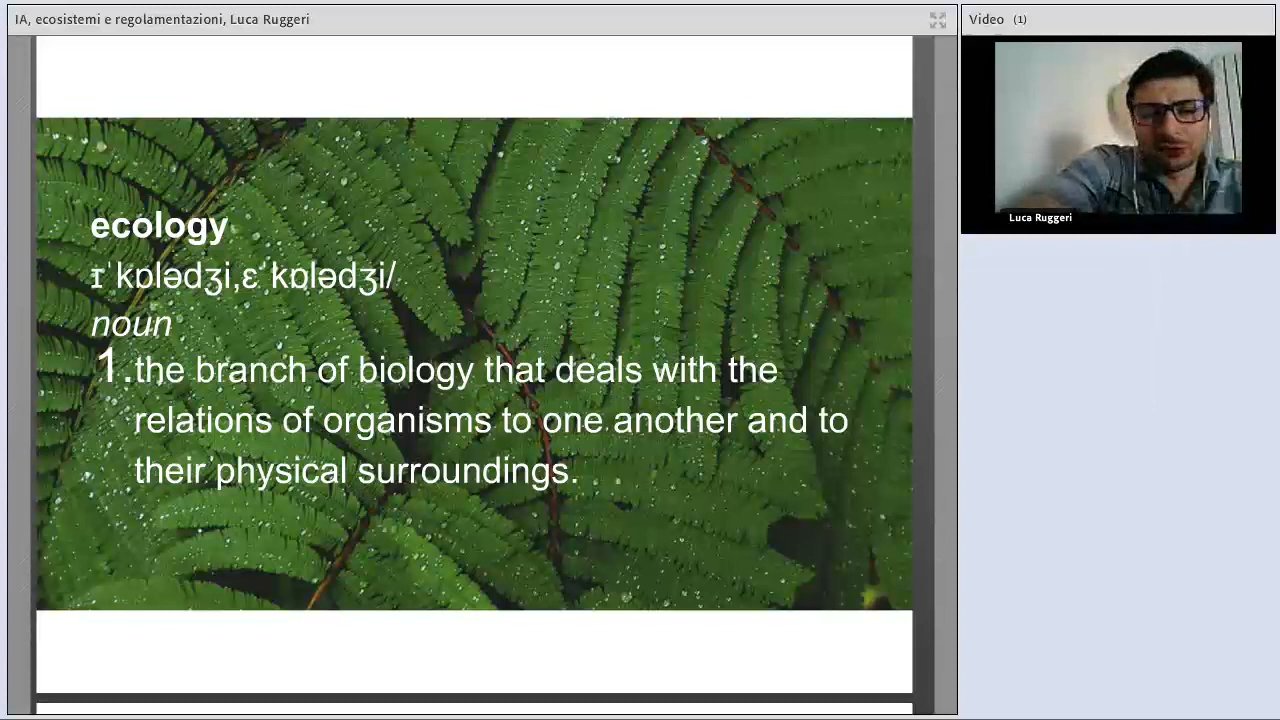 IA, ecosistemi e regolamentazioni, Luca Ruggeri
Video (1)
Luca Ruggeri
ecology
ɪˈkɒlədʒi,ɛˈkɒlədʒi/
noun
1.the branch of biology that deals with the
relations of organisms to one another and to
their physical surroundings.